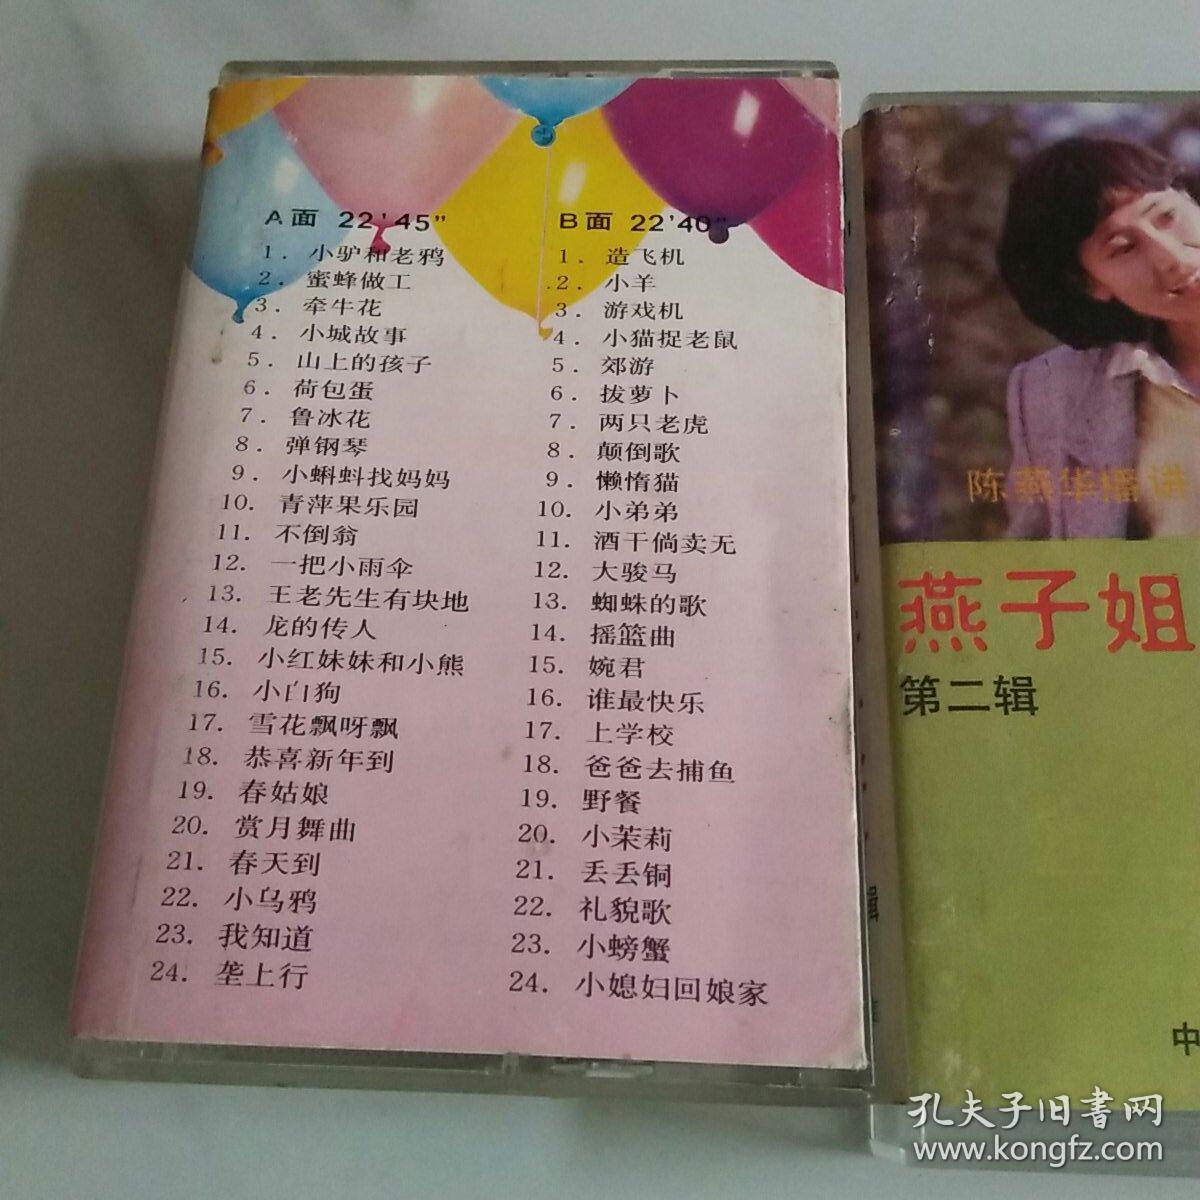 A面 22'45"
1. 小驴和老鸦
2. 蜜蜂做工
3. 牵牛花
4. 小城故事
5. 山上的孩子
6. 荷包蛋
7. 鲁冰花
8. 弹钢琴
9. 小蝌蚪找妈妈
10. 青萍果乐园
11. 不倒翁
12. 一把小雨伞
13. 王老先生有块地
14. 龙的传人
15. 小红妹妹和小熊
16. 小白狗
17. 雪花飘呀飘
18. 恭喜新年到
19. 春姑娘
20. 赏月舞曲
21. 春天到
22. 小乌鸦
23. 我知道
24. 垄上行
B面 22'40"
1. 造飞机
2. 小羊
3. 游戏机
4. 小猫捉老鼠
5. 郊游
6. 拔萝卜
7. 两只老虎
8. 颠倒歌
9. 懒惰猫
10. 小弟弟
11. 酒干倘卖无
12. 大骏马
13. 蜘蛛的歌
14. 摇篮曲
15. 婉君
16. 谁最快乐
17. 上学校
18. 爸爸去捕鱼
19. 野餐
20. 小茉莉
21. 丢丢铜
22. 礼貌歌
23. 小螃蟹
24. 小媳妇回娘家
陈燕华播讲
燕子姐
第二辑
辑
中
孔夫子旧书网
www.kongfz.com